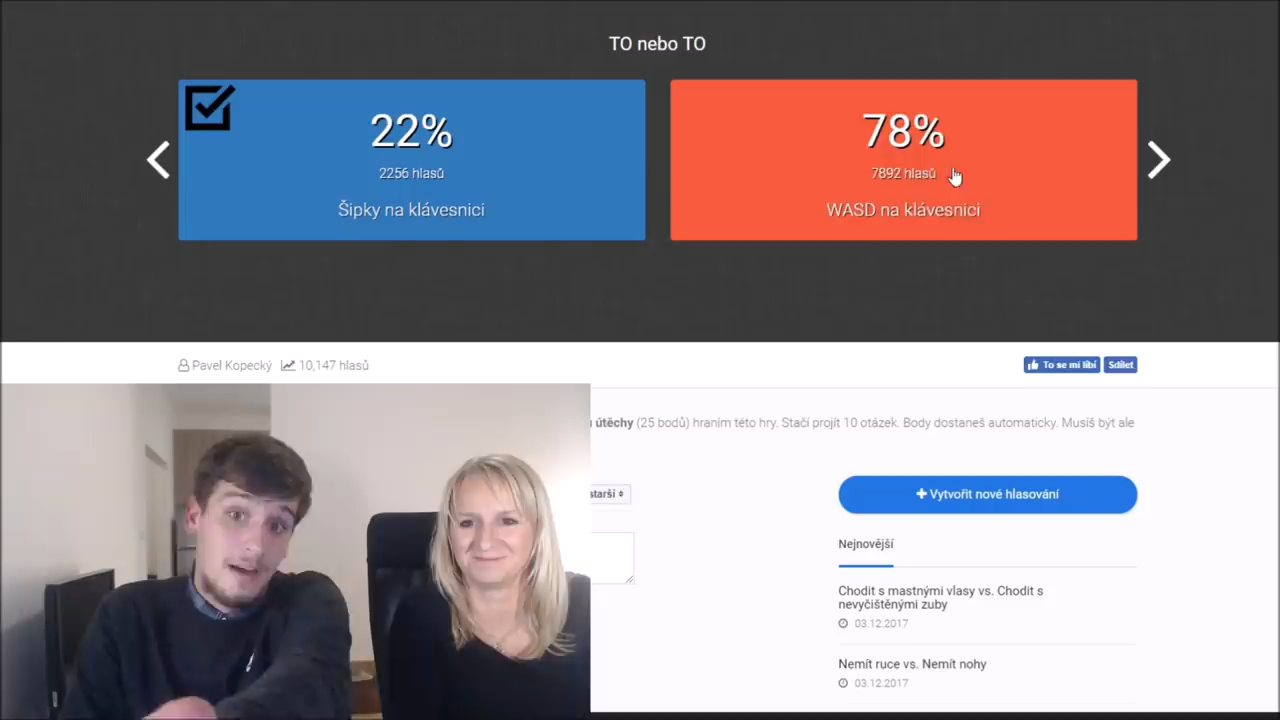 TO nebo TO
22%
2256 hlasů
Šipky na klávesnici
78%
7892 hlasů
WASD na klávesnici
Pavel Kopecký 10,147 hlasů
To se mi líbí Sdílet
útěchy (25 bodů) hraním této hry. Stačí projít 10 otázek. Body dostaneš automaticky. Musíš být ale
starší
Vytvořit nové hlasování
Nejnovější
Chodit s mastnými vlasy vs. Chodit s
nevyčištěnými zuby
03.12.2017
Nemít ruce vs. Nemít nohy
03.12.2017